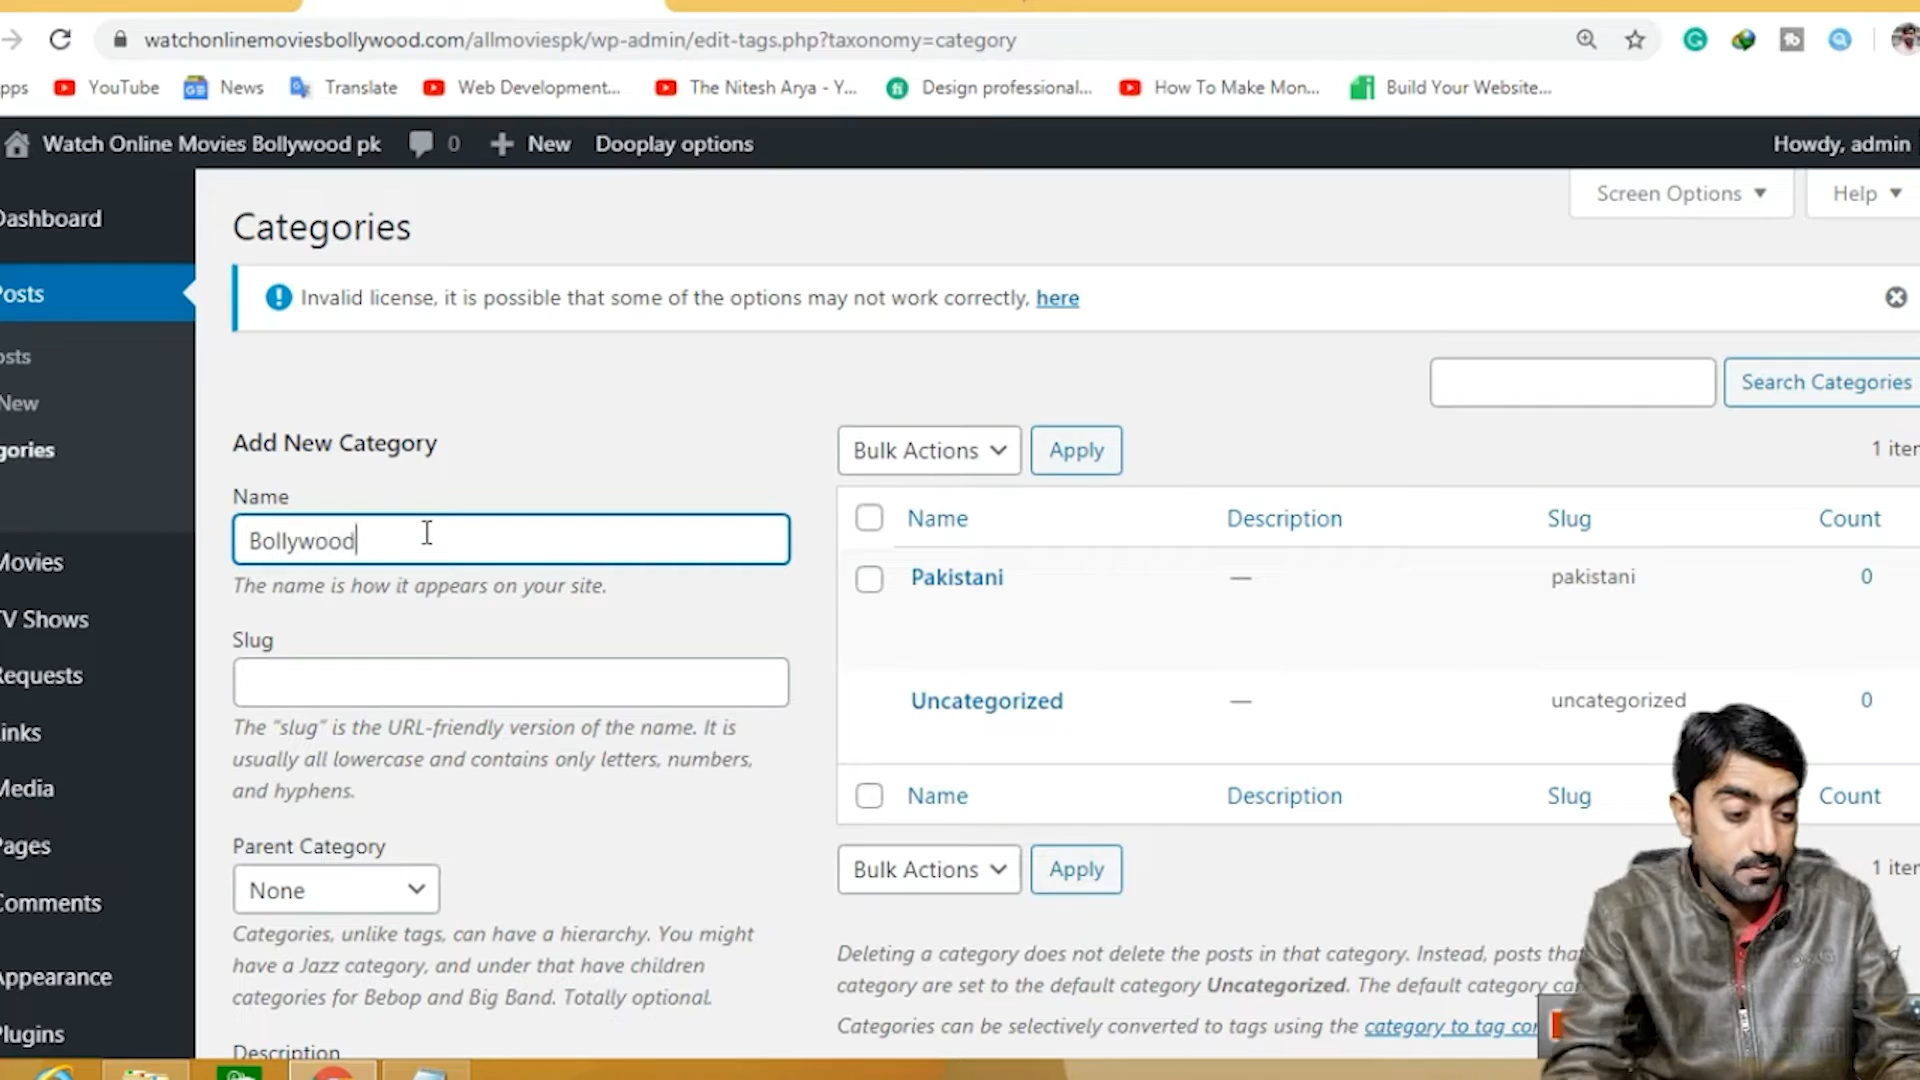 watchonlinemoviesbollywood.com/allmoviespk/wp-admin/edit-tags.php?taxonomy=category
pps YouTube News Translate Web Development... The Nitesh Arya - Y... Design professional... How To Make Mon... Build Your Website...
Watch Online Movies Bollywood pk 0 New Dooplay options Howdy, admin
Dashboard
Screen Options Help
Categories
Posts
Invalid license, it is possible that some of the options may not work correctly, here
osts
New
Search Categories
gories
Add New Category
Bulk Actions Apply 1 iter
Name
Bollywood
The name is how it appears on your site.
Name Description Slug Count
Pakistani — pakistani 0
Movies
TV Shows
Requests
Links
Media
Pages
Comments
Appearance
Plugins
Slug
The "slug" is the URL-friendly version of the name. It is
usually all lowercase and contains only letters, numbers,
and hyphens.
Uncategorized — uncategorized 0
Name Description Slug Count
Parent Category
None
Bulk Actions Apply 1 iter
Categories, unlike tags, can have a hierarchy. You might
have a Jazz category, and under that have children
categories for Bebop and Big Band. Totally optional.
Description
Deleting a category does not delete the posts in that category. Instead, posts tha
category are set to the default category Uncategorized. The default category ca
Categories can be selectively converted to tags using the category to tag con